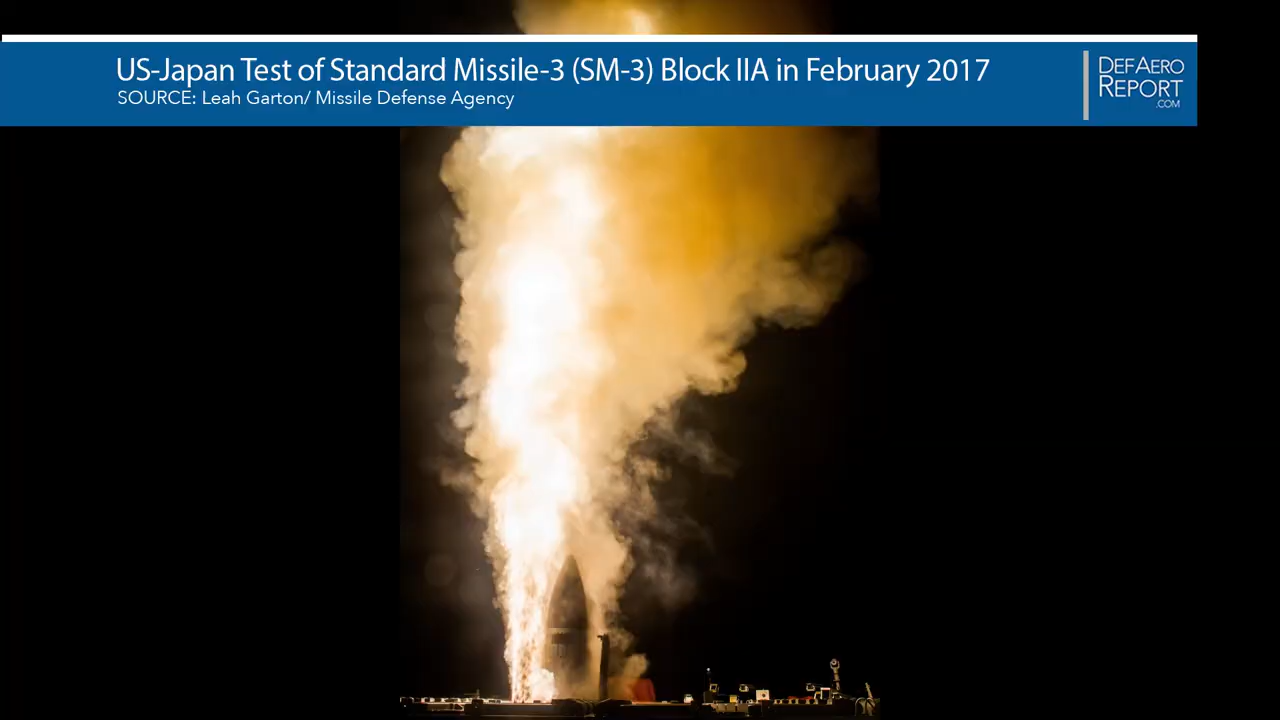 US-Japan Test of Standard Missile-3 (SM-3) Block IIA in February 2017
SOURCE: Leah Garton/ Missile Defense Agency
DEFAERO
REPORT
.COM